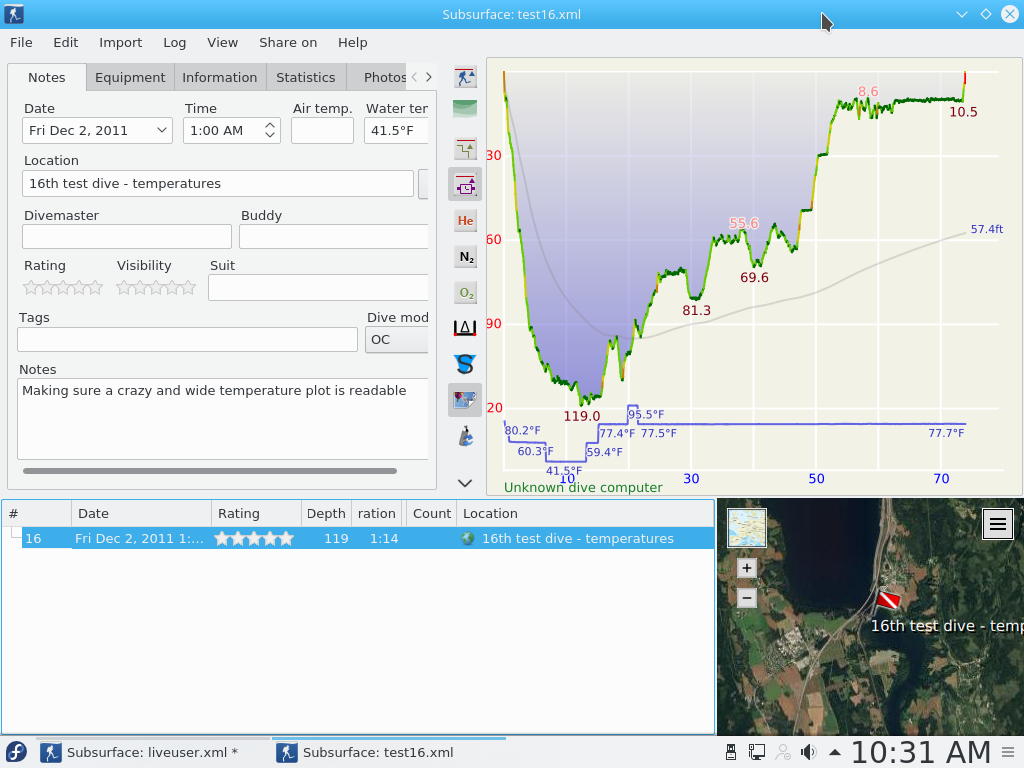 Subsurface: test16.xml
File Edit Import Log View Share on Help
Notes Equipment Information Statistics Photos
Date Time Air temp. Water ter
Fri Dec 2, 2011 1:00 AM 41.5°F
Location
16th test dive - temperatures
Divemaster Buddy
Rating Visibility Suit
Tags Dive mod
OC
Notes
Making sure a crazy and wide temperature plot is readable
He
N₂
O₂
8.6
10.5
30
55.6
57.4ft
60
69.6
81.3
90
20
119.0
95.5°F
80.2°F 77.4°F 77.5°F 77.7°F
60.3°F 59.4°F
41.5°F
10 30 50 70
Unknown dive computer
# Date Rating Depth ration Count Location
16 Fri Dec 2, 2011 1:... 119 1:14 16th test dive - temperatures
+
−
16th test dive - temp
Subsurface: liveuser.xml * Subsurface: test16.xml 10:31 AM